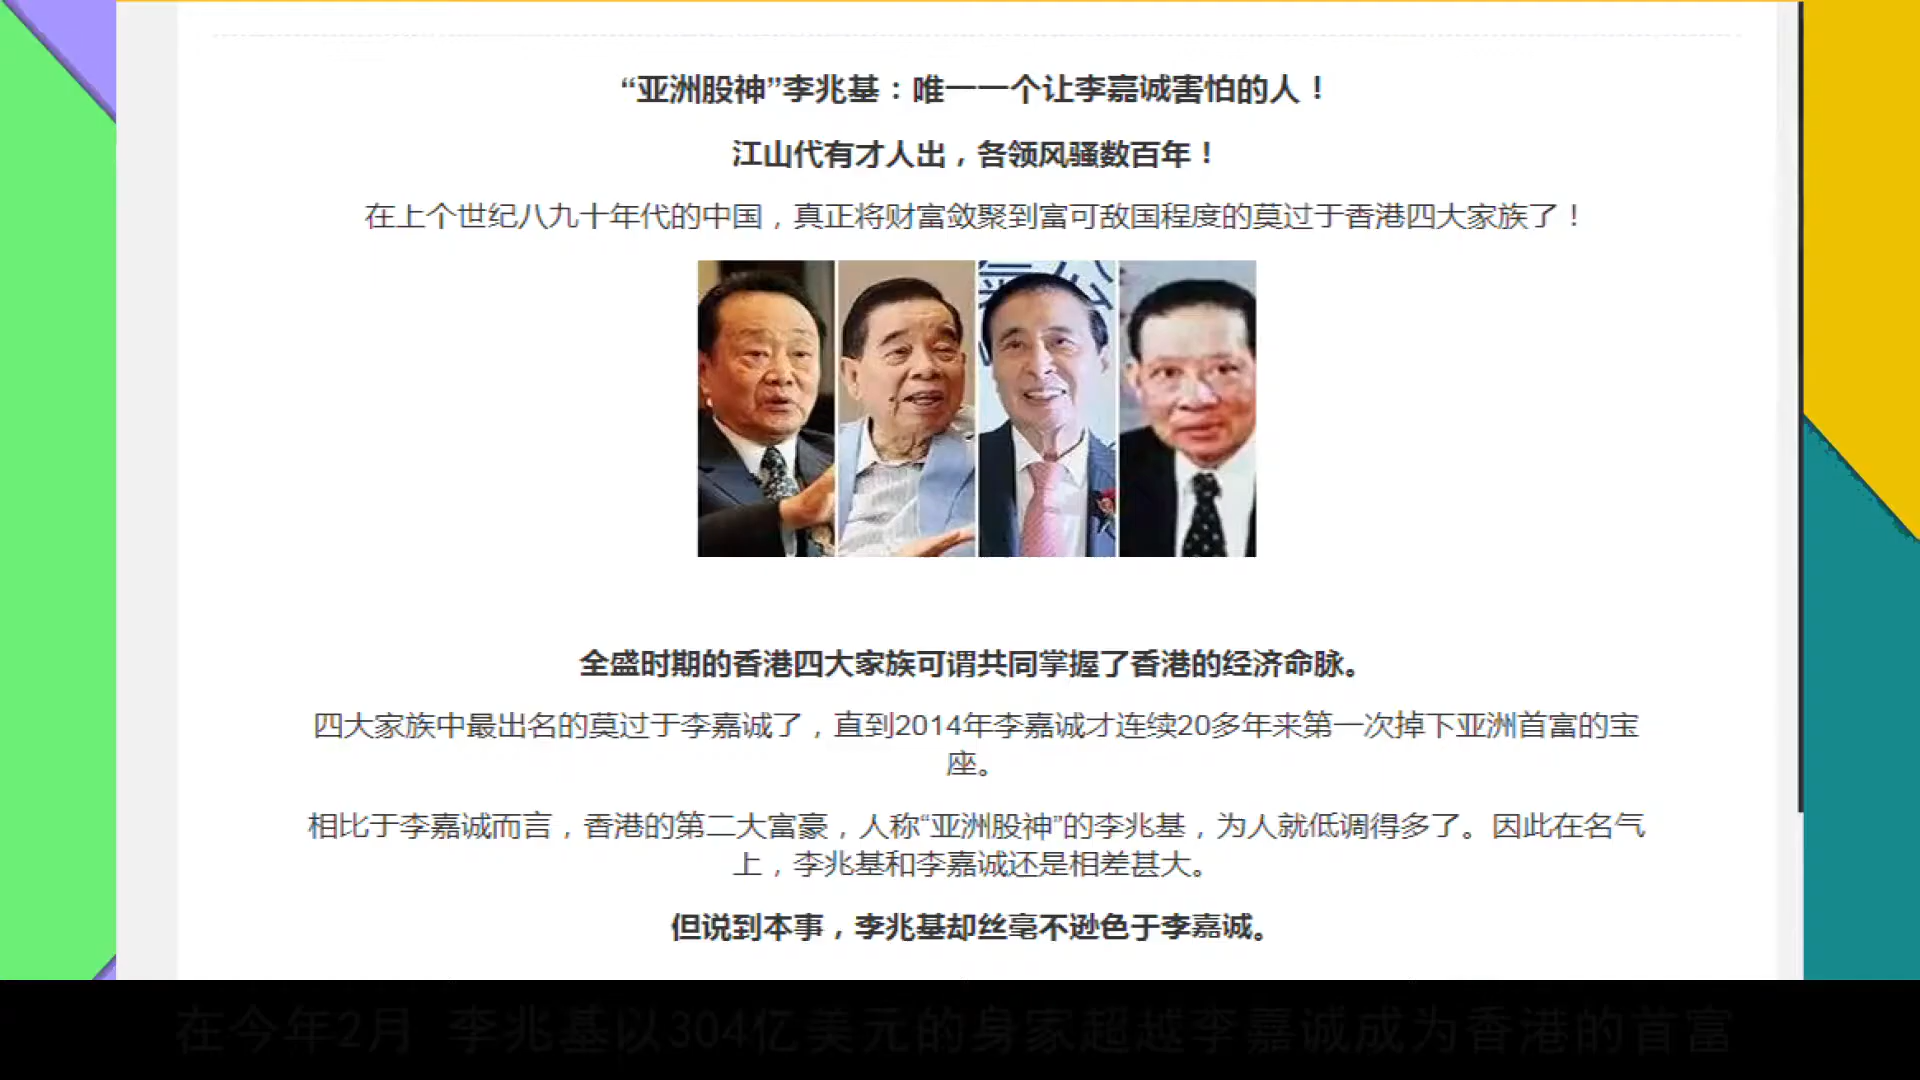 “亚洲股神”李兆基：唯一一个让李嘉诚害怕的人！
江山代有才人出，各领风骚数百年！
在上个世纪八九十年代的中国，真正将财富敛聚到富可敌国程度的莫过于香港四大家族了！
全盛时期的香港四大家族可谓共同掌握了香港的经济命脉。
四大家族中最出名的莫过于李嘉诚了，直到2014年李嘉诚才连续20多年来第一次掉下亚洲首富的宝
座。
相比于李嘉诚而言，香港的第二大富豪，人称“亚洲股神”的李兆基，为人就低调得多了。因此在名气
上，李兆基和李嘉诚还是相差甚大。
但说到本事，李兆基却丝毫不逊色于李嘉诚。
在今年2月 李兆基以304亿美元的身家超越李嘉诚成为香港的首富